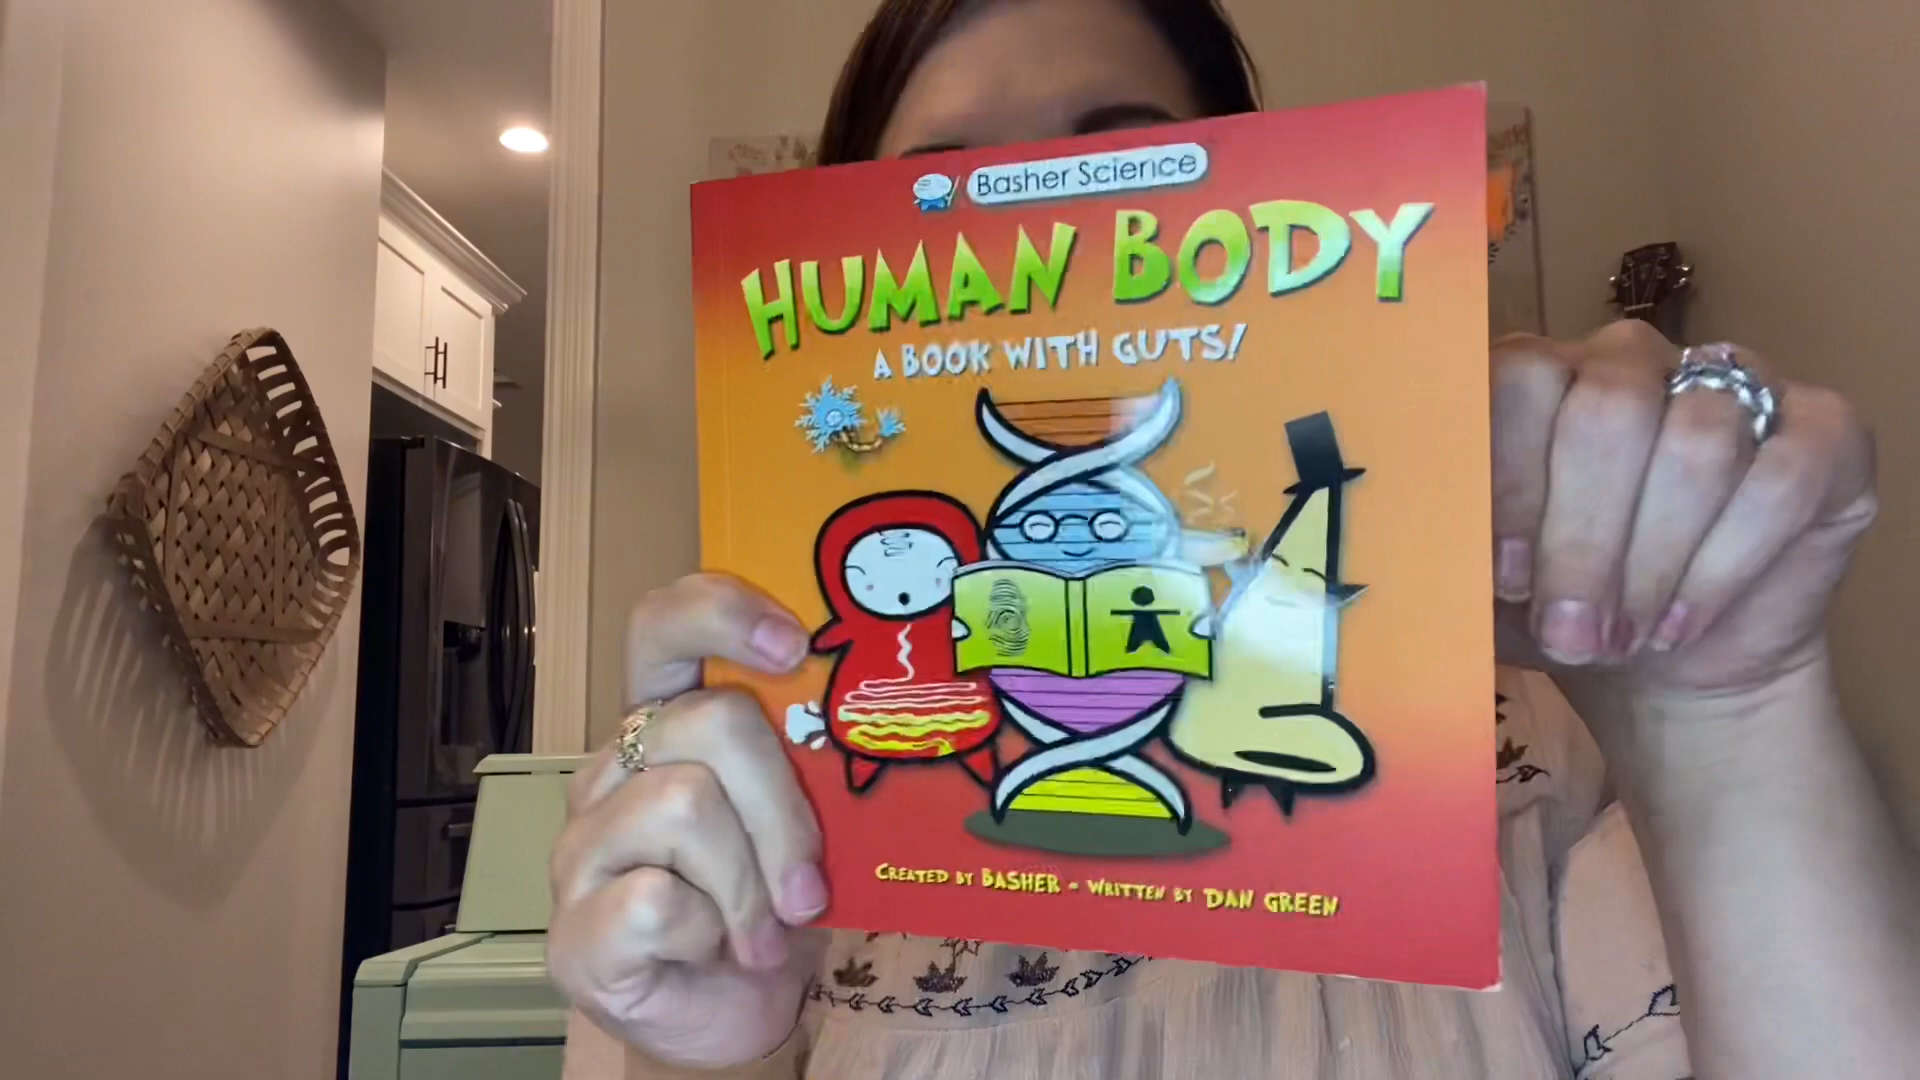 Basher Science
HUMAN BODY
A BOOK WITH GUTS!
CREATED BY BASHER - WRITTEN BY DAN GREEN